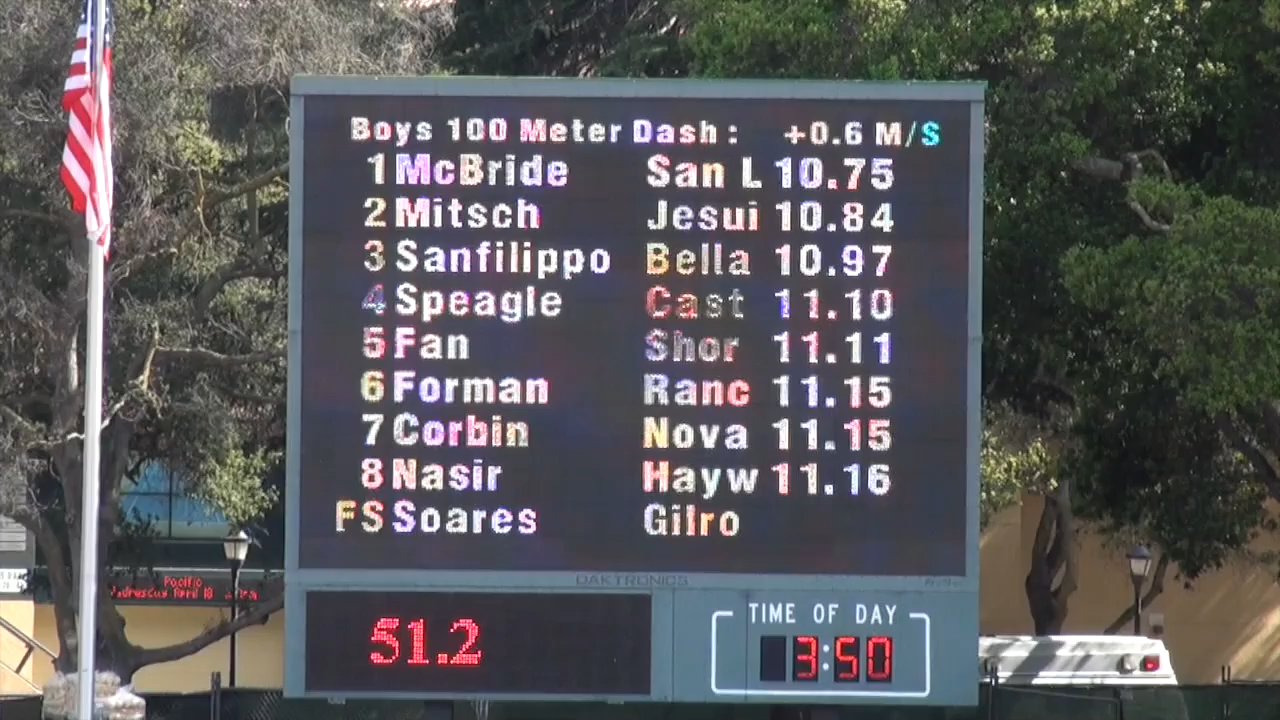 Boys 100 Meter Dash: +0.6 M/S
1 McBride San L 10.75
2 Mitsch Jesui 10.84
3 Sanfilippo Bella 10.97
4 Speagle Cast 11.10
5 Fan Shor 11.11
6 Forman Ranc 11.15
7 Corbin Nova 11.15
8 Nasir Hayw 11.16
FS Soares Gilro
DAKTRONICS
Pacific
April 18
51.2
TIME OF DAY
3:50